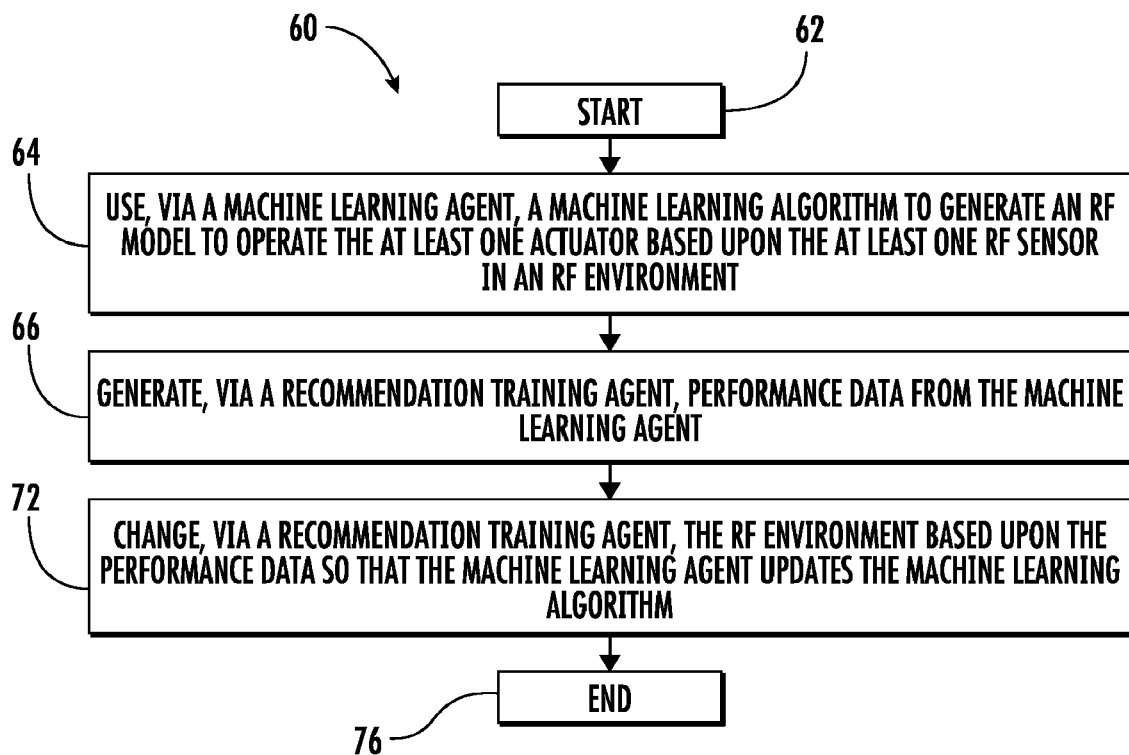 60
62
START
64
USE, VIA A MACHINE LEARNING AGENT, A MACHINE LEARNING ALGORITHM TO GENERATE AN RF
MODEL TO OPERATE THE AT LEAST ONE ACTUATOR BASED UPON THE AT LEAST ONE RF SENSOR
IN AN RF ENVIRONMENT
66
GENERATE, VIA A RECOMMENDATION TRAINING AGENT, PERFORMANCE DATA FROM THE MACHINE
LEARNING AGENT
72
CHANGE, VIA A RECOMMENDATION TRAINING AGENT, THE RF ENVIRONMENT BASED UPON THE
PERFORMANCE DATA SO THAT THE MACHINE LEARNING AGENT UPDATES THE MACHINE LEARNING
ALGORITHM
END
76